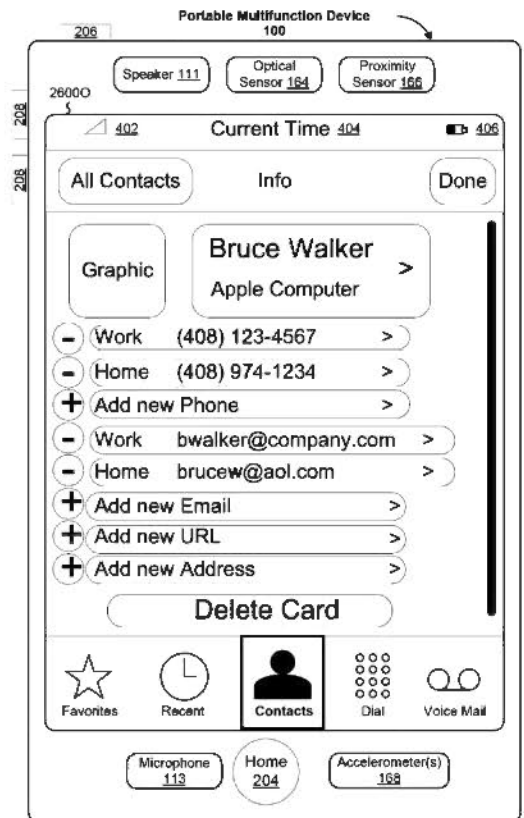 Portable Multifunction Device
100
206
Speaker 111
Optical
Sensor 164
Proximity
Sensor 166
2600O
208
208
402
Current Time 404
406
All Contacts
Info
Done
Graphic
Bruce Walker
>
Apple Computer
- Work (408) 123-4567 >
- Home (408) 974-1234 >
+ Add new Phone >
- Work bwalker@company.com >
- Home brucew@aol.com >
+ Add new Email >
+ Add new URL >
+ Add new Address >
Delete Card
Favorites Recent Contacts Dial Voice Mail
Microphone
113
Home
204
Accelerometer(s)
168